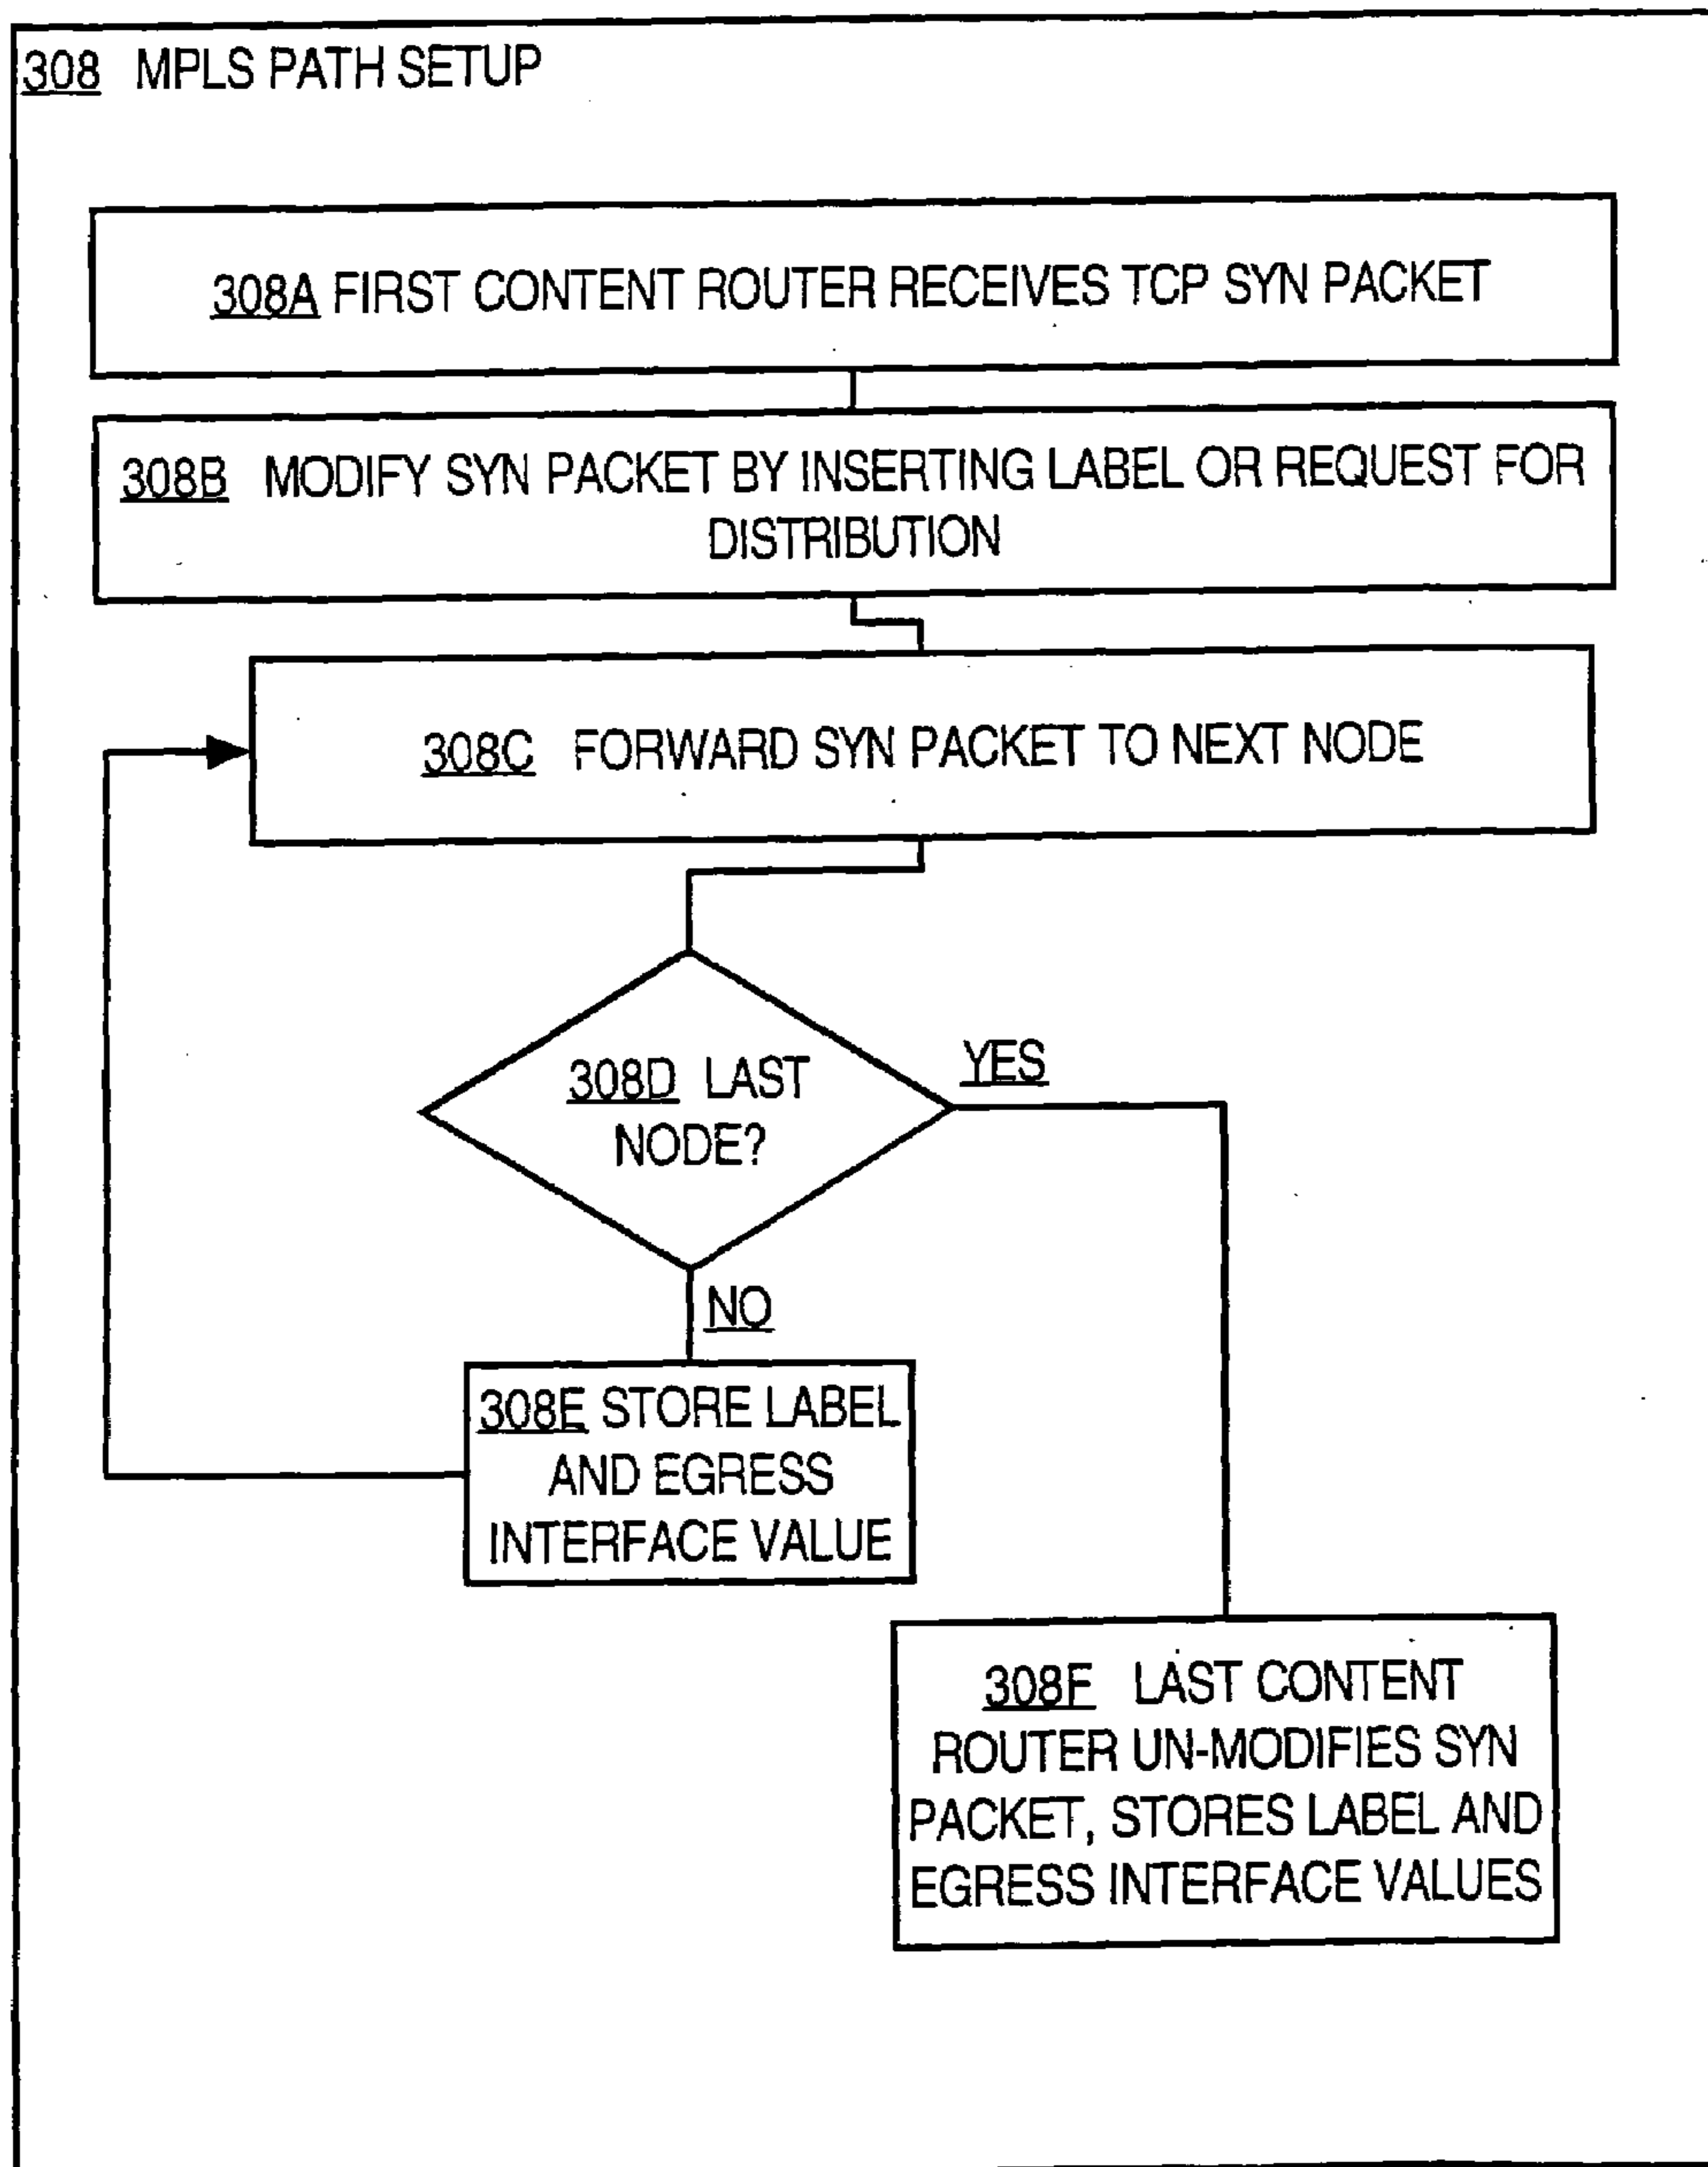 308 MPLS PATH SETUP
308A FIRST CONTENT ROUTER RECEIVES TCP SYN PACKET
308B MODIFY SYN PACKET BY INSERTING LABEL OR REQUEST FOR
DISTRIBUTION
308C FORWARD SYN PACKET TO NEXT NODE
308D LAST
NODE?
YES
NO
308E STORE LABEL
AND EGRESS
INTERFACE VALUE
308F LAST CONTENT
ROUTER UN-MODIFIES SYN
PACKET, STORES LABEL AND
EGRESS INTERFACE VALUES